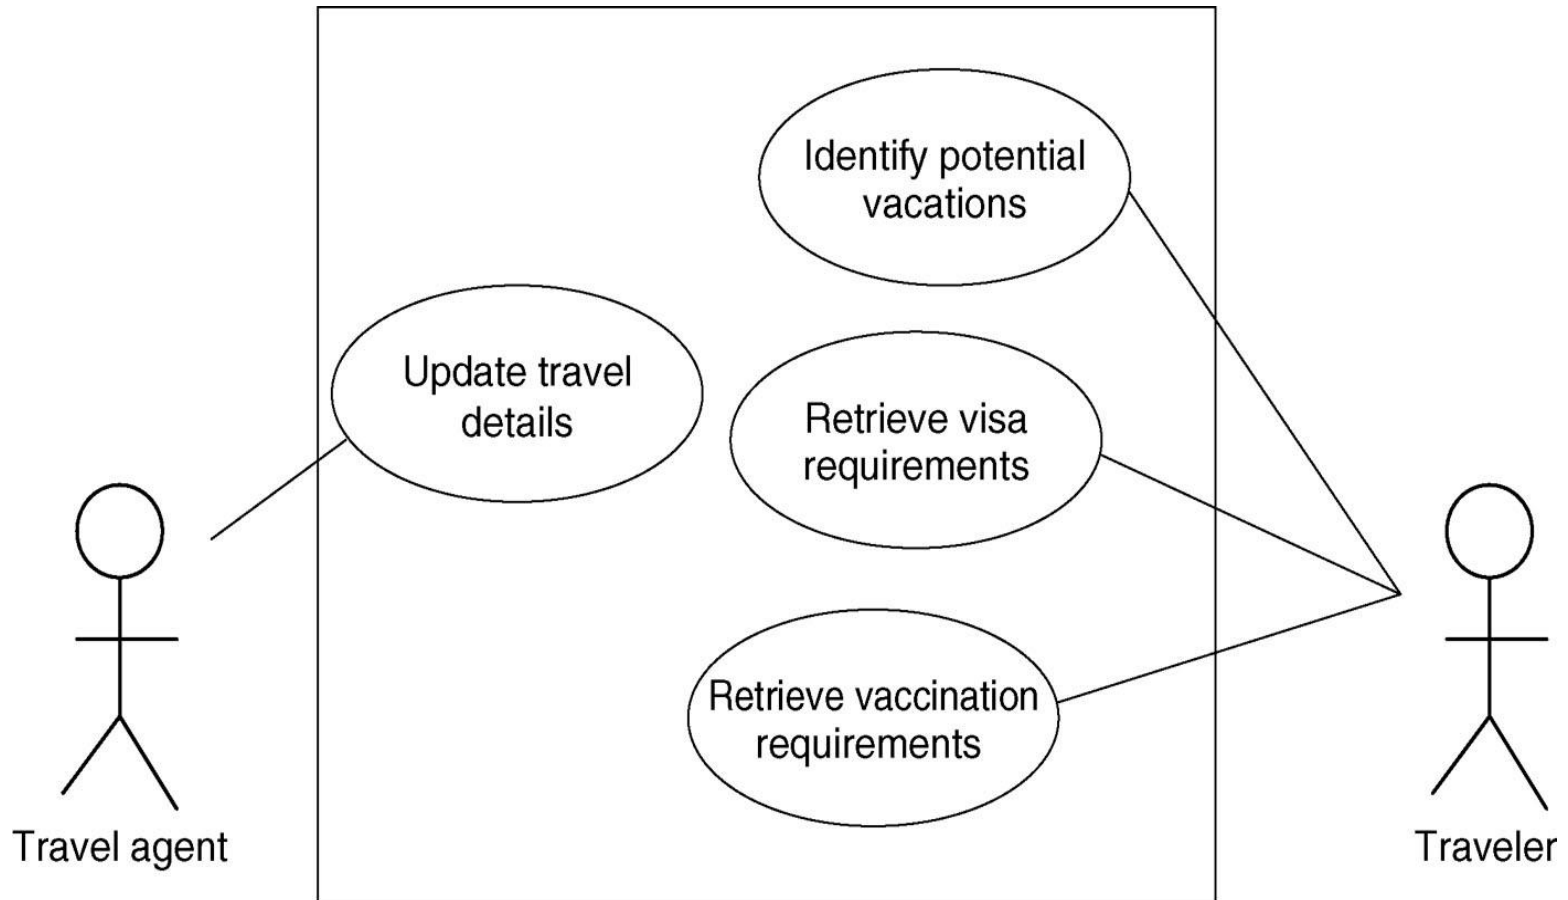 Identify potential
vacations
Update travel
details
Retrieve visa
requirements
Retrieve vaccination
requirements
Travel agent
Traveler